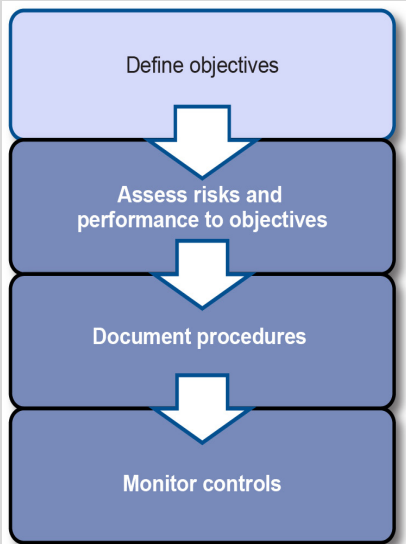 Define objectives
Assess risks and
performance to objectives
Document procedures
Monitor controls